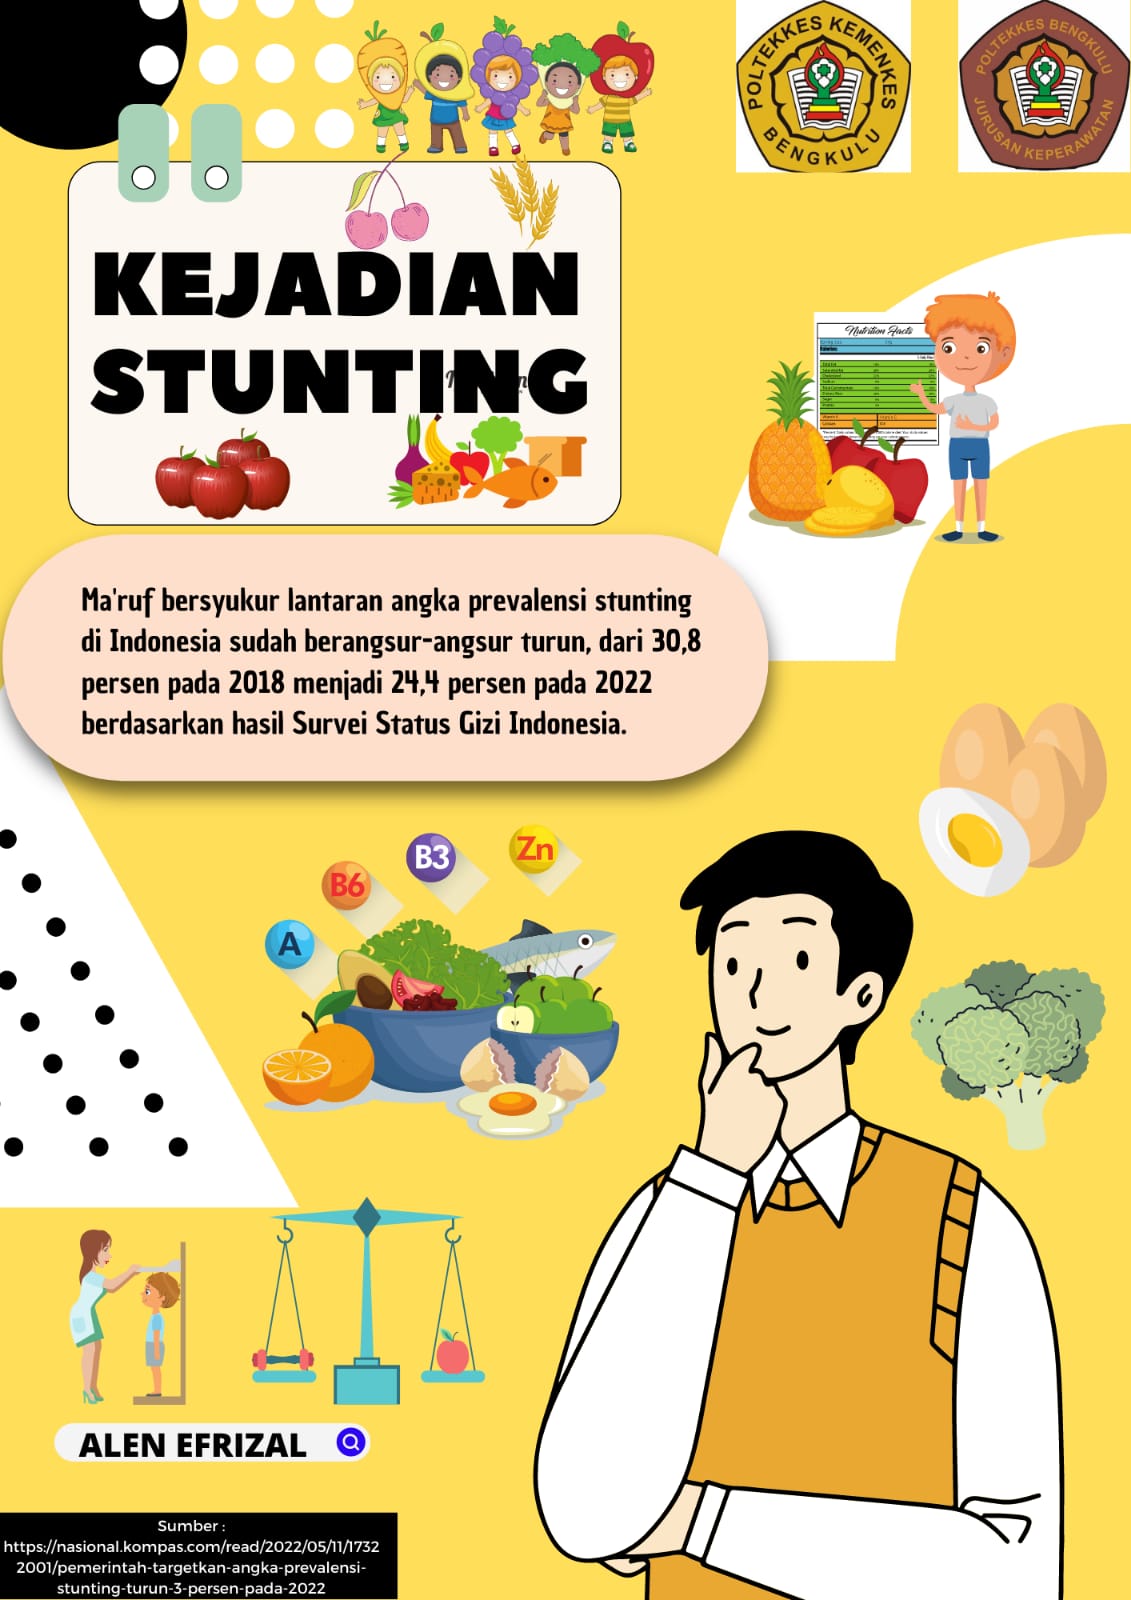 POLTEKKES KEMENKES
BENGKULU
POLTEKKES BENGKULU
JURUSAN KEPERAWATAN
KEJADIAN
STUNTING
Nutrition Facts
Ma'ruf bersyukur lantaran angka prevalensi stunting
di Indonesia sudah berangsur-angsur turun, dari 30,8
persen pada 2018 menjadi 24,4 persen pada 2022
berdasarkan hasil Survei Status Gizi Indonesia.
A
B6
B3
Zn
ALEN EFRIZAL
Sumber :
https://nasional.kompas.com/read/2022/05/11/1732
2001/pemerintah-targetkan-angka-prevalensi-
stunting-turun-3-persen-pada-2022